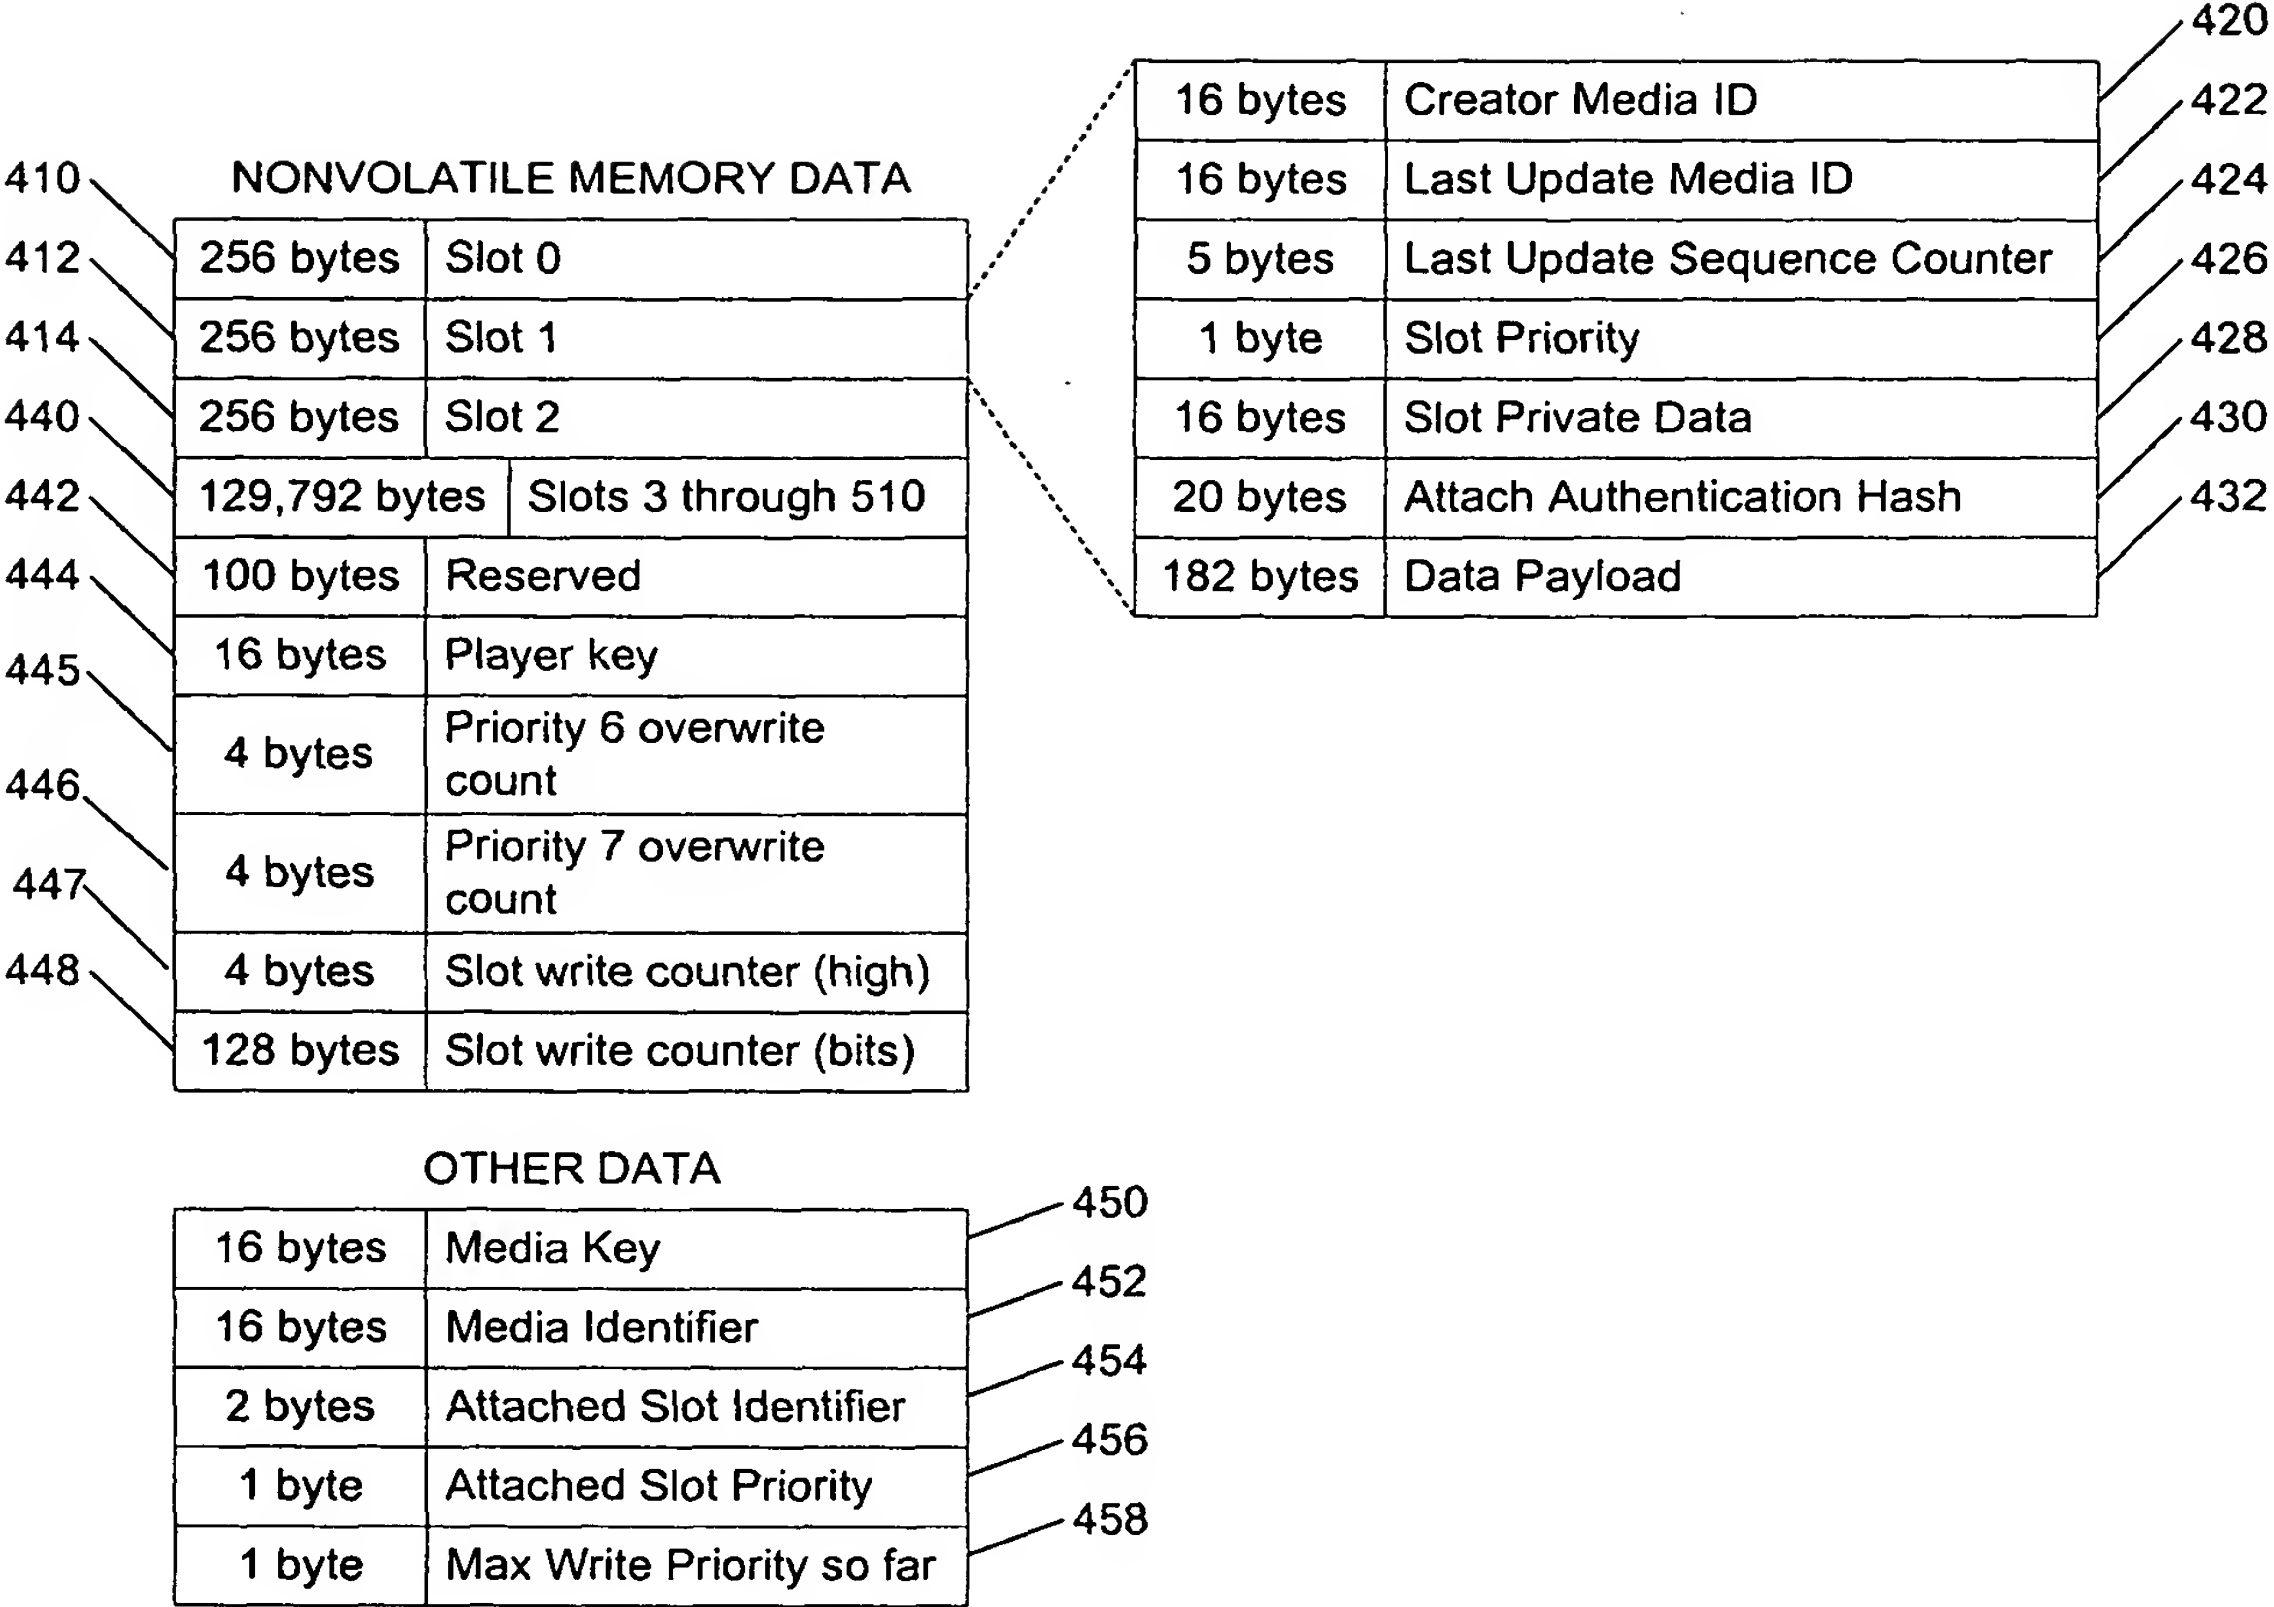 420
16 bytes Creator Media ID
422
16 bytes Last Update Media ID
424
5 bytes Last Update Sequence Counter
426
1 byte Slot Priority
428
16 bytes Slot Private Data
430
20 bytes Attach Authentication Hash
432
182 bytes Data Payload
NONVOLATILE MEMORY DATA
410
256 bytes Slot 0
412
256 bytes Slot 1
414
256 bytes Slot 2
440
129,792 bytes Slots 3 through 510
442
100 bytes Reserved
444
16 bytes Player key
445
4 bytes Priority 6 overwrite
count
446
4 bytes Priority 7 overwrite
count
447
4 bytes Slot write counter (high)
448
128 bytes Slot write counter (bits)
OTHER DATA
450
16 bytes Media Key
452
16 bytes Media Identifier
454
2 bytes Attached Slot Identifier
456
1 byte Attached Slot Priority
458
1 byte Max Write Priority so far